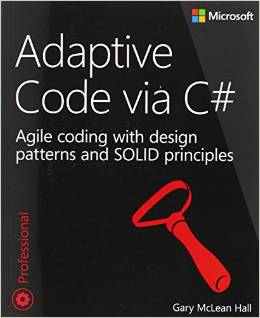 Microsoft
Adaptive
Code via C#
Agile coding with design
patterns and SOLID principles
Professional
Gary McLean Hall